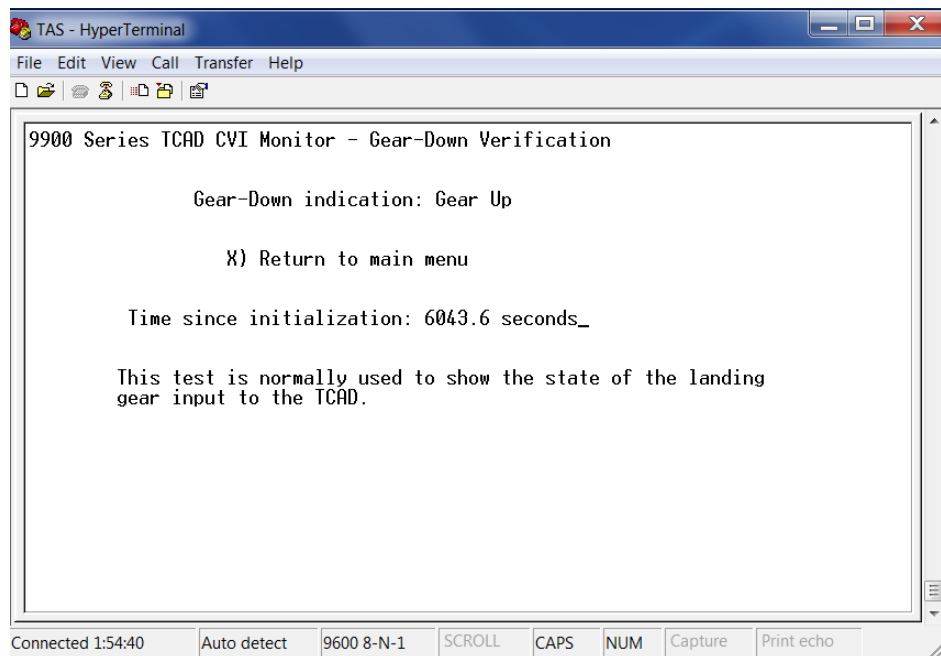 TAS - HyperTerminal
File Edit View Call Transfer Help
9900 Series TCAD CVI Monitor - Gear-Down Verification
Gear-Down indication: Gear Up
X) Return to main menu
Time since initialization: 6043.6 seconds_
This test is normally used to show the state of the landing
gear input to the TCAD.
Connected 1:54:40 Auto detect 9600 8-N-1 SCROLL CAPS NUM Capture Print echo